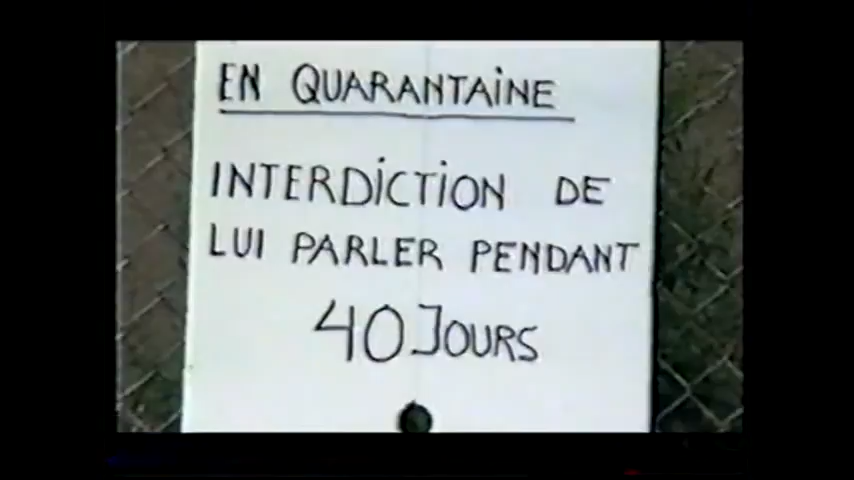 EN QUARANTAINE
INTERDICTION DE
LUI PARLER PENDANT
40 JOURS